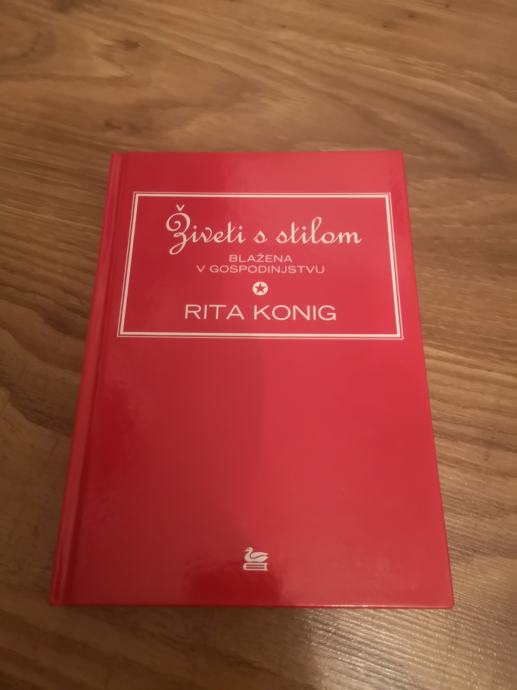 Živeti s stilom
BLAŽENA
V GOSPODINJSTVU
RITA KONIG